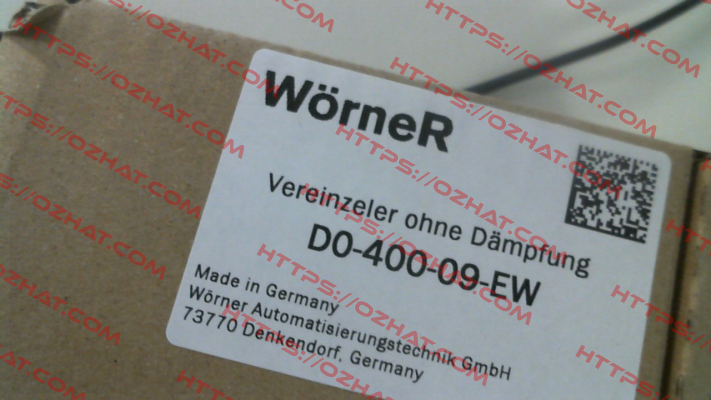 WörneR
Vereinzeler ohne Dämpfung
D0-400-09-EW
Made in Germany
Wörner Automatisierungstechnik GmbH
73770 Denkendorf, Germany
HTTPS://OZHAT.COM